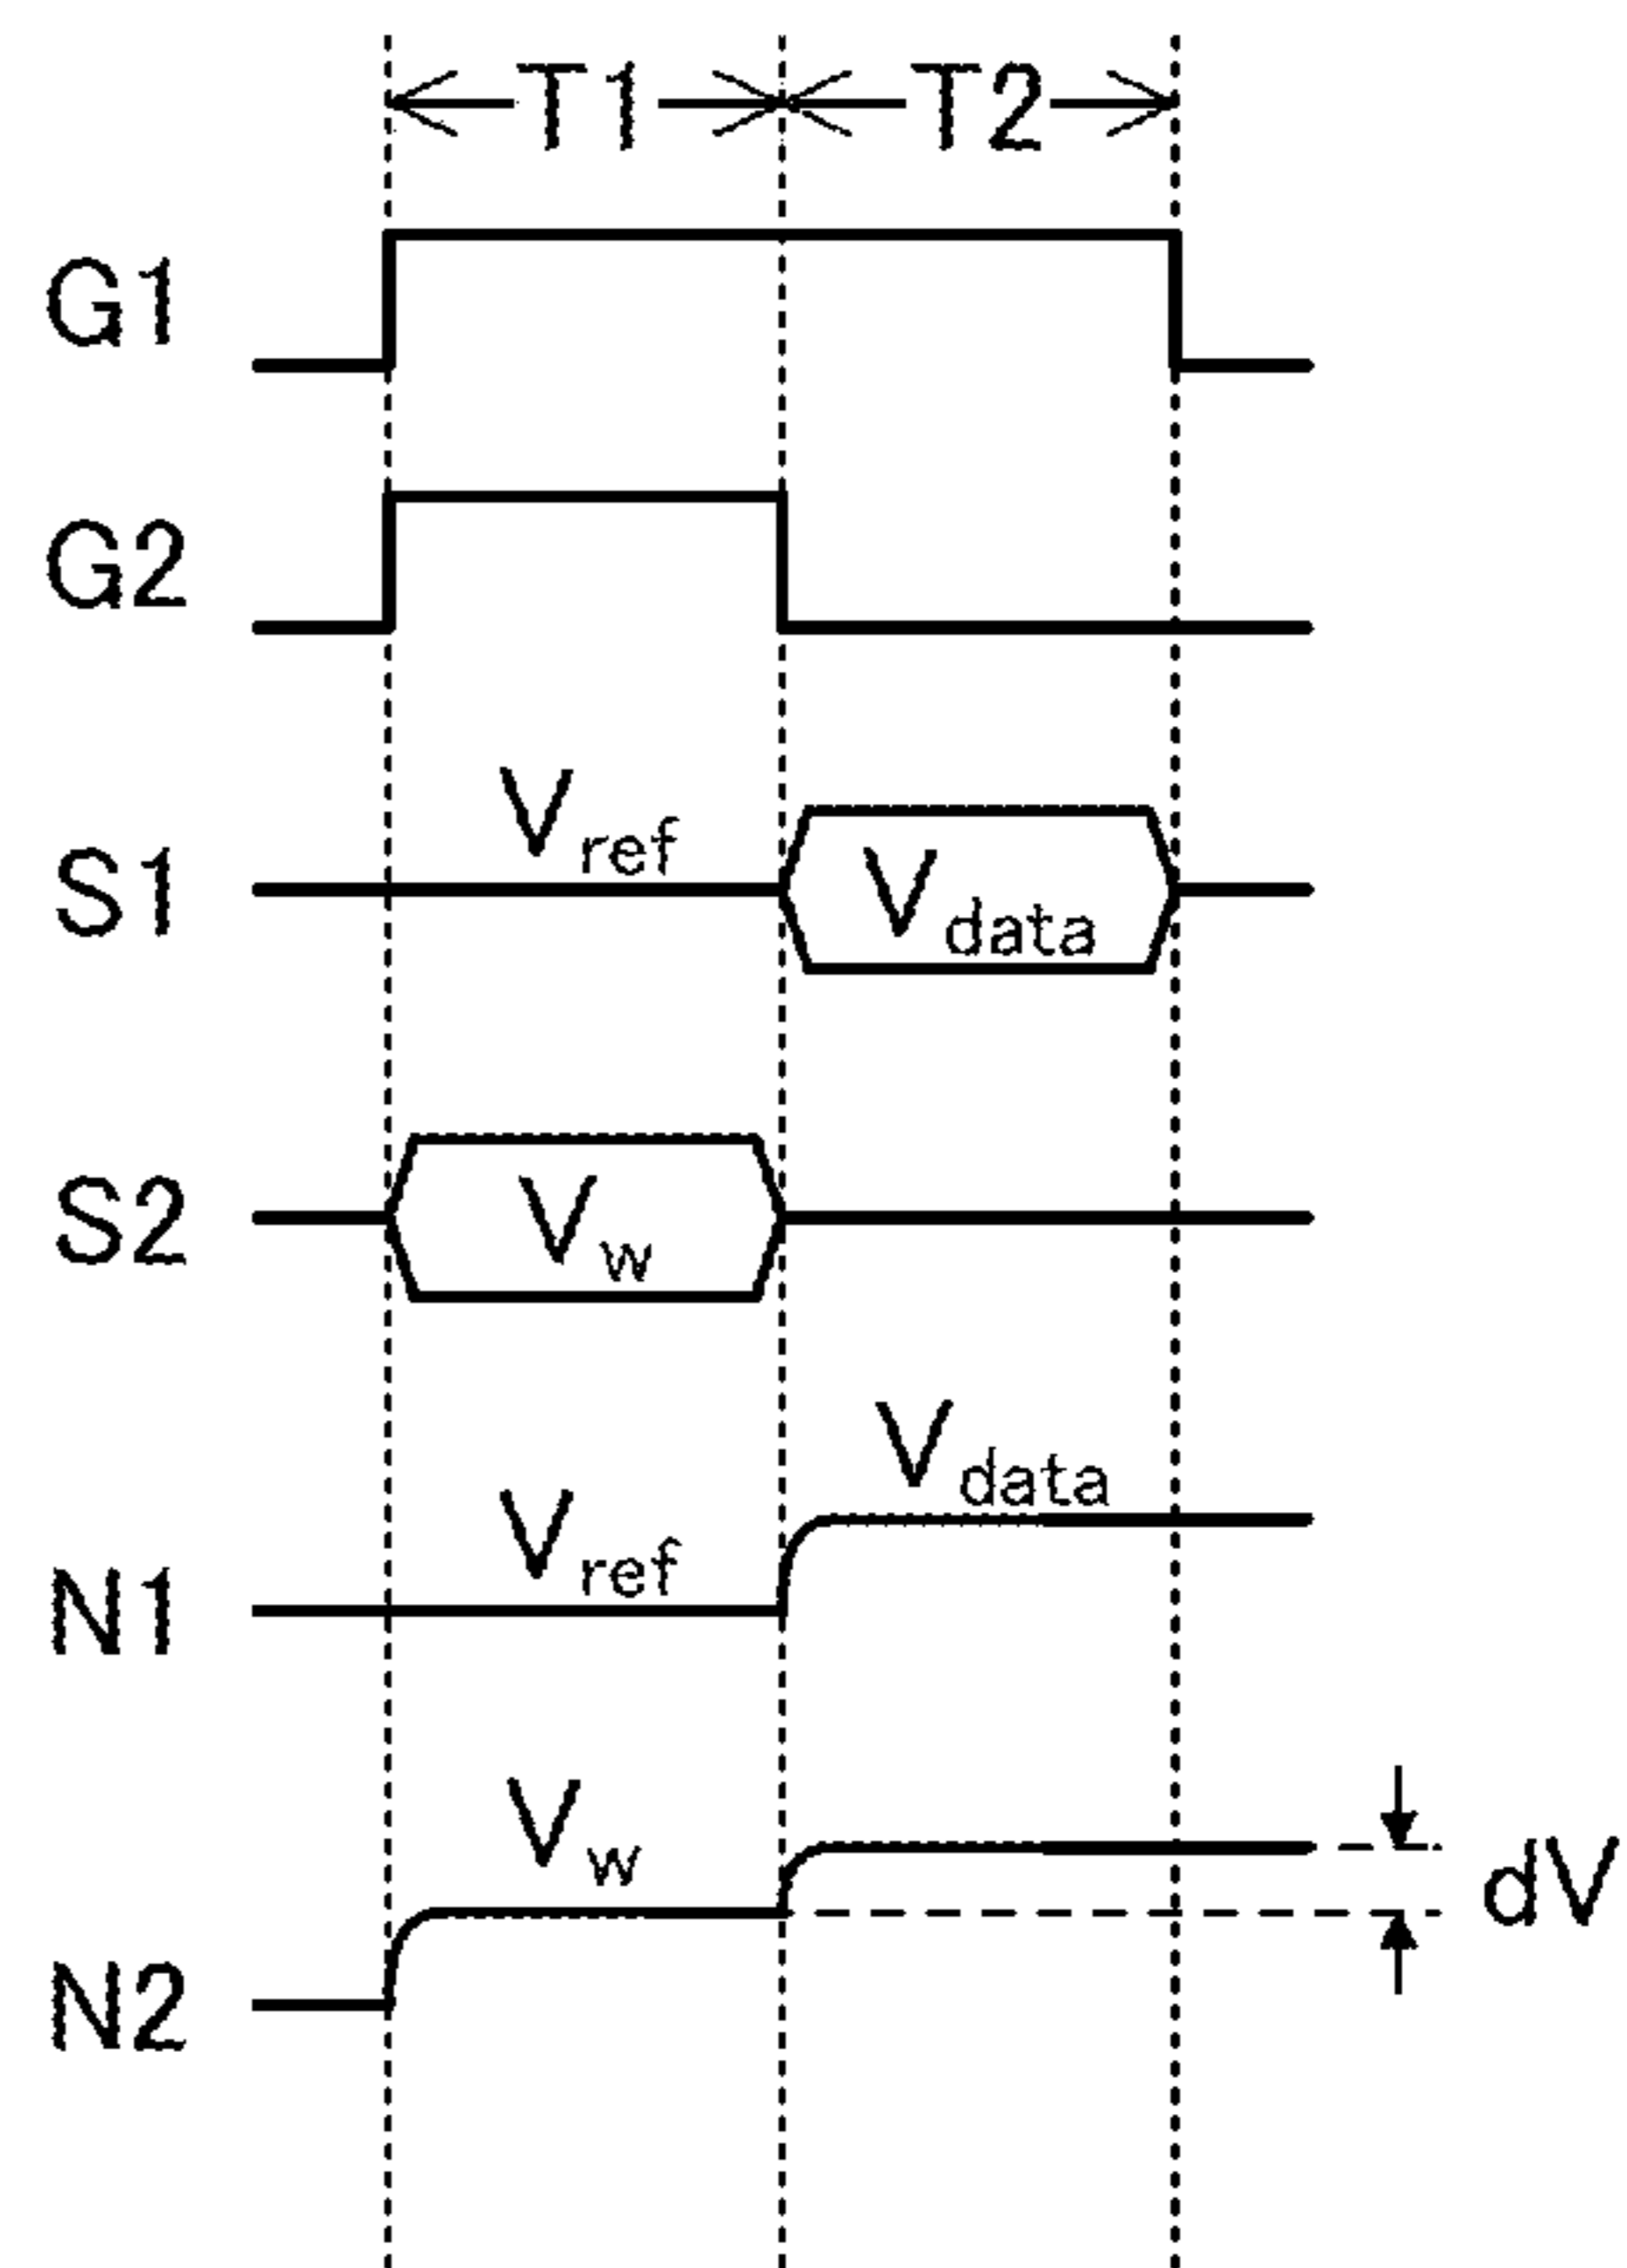 T1 T2
G1
G2
S1 Vref Vdata
S2 Vw
N1 Vref Vdata
N2 Vw dV